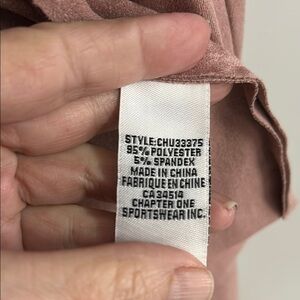 STYLE:CHU33375
95% POLYESTER
5% SPANDEX
MADE IN CHINA
FABRIQUE EN CHINE
CA 34514
CHAPTER ONE
SPORTSWEAR INC.